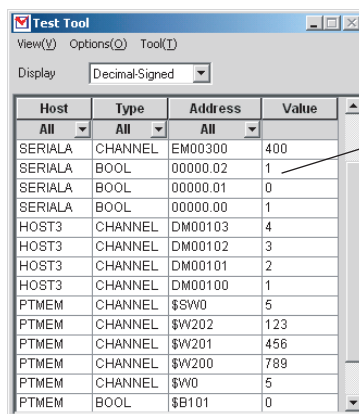 Test Tool
View(V) Options(O) Tool(T)
Display Decimal-Signed
Host Type Address Value
All All All
SERIALA CHANNEL EM00300 400
SERIALA BOOL 00000.02 1
SERIALA BOOL 00000.01 0
SERIALA BOOL 00000.00 1
HOST3 CHANNEL DM00103 4
HOST3 CHANNEL DM00102 3
HOST3 CHANNEL DM00101 2
HOST3 CHANNEL DM00100 1
PTMEM CHANNEL $SW0 5
PTMEM CHANNEL $W202 123
PTMEM CHANNEL $W201 456
PTMEM CHANNEL $W200 789
PTMEM CHANNEL $W0 5
PTMEM BOOL $B101 0